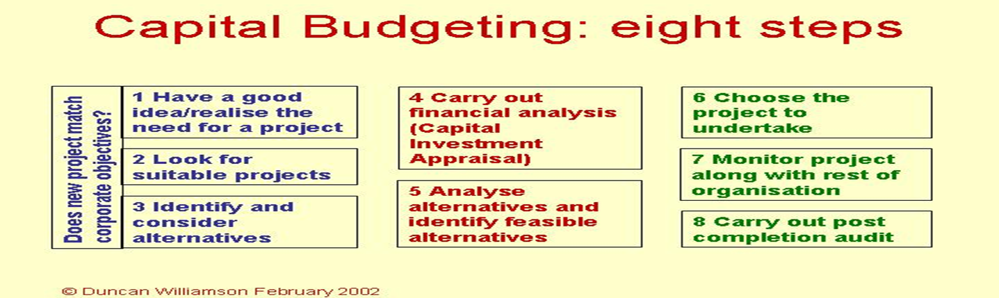 Capital Budgeting: eight steps
Does new project match
corporate objectives?
1 Have a good
idea/realise the
need for a project
2 Look for
suitable projects
3 Identify and
consider
alternatives
4 Carry out
financial analysis
(Capital
Investment
Appraisal)
5 Analyse
alternatives and
identify feasible
alternatives
6 Choose the
project to
undertake
7 Monitor project
along with rest of
organisation
8 Carry out post
completion audit
© Duncan Williamson February 2002